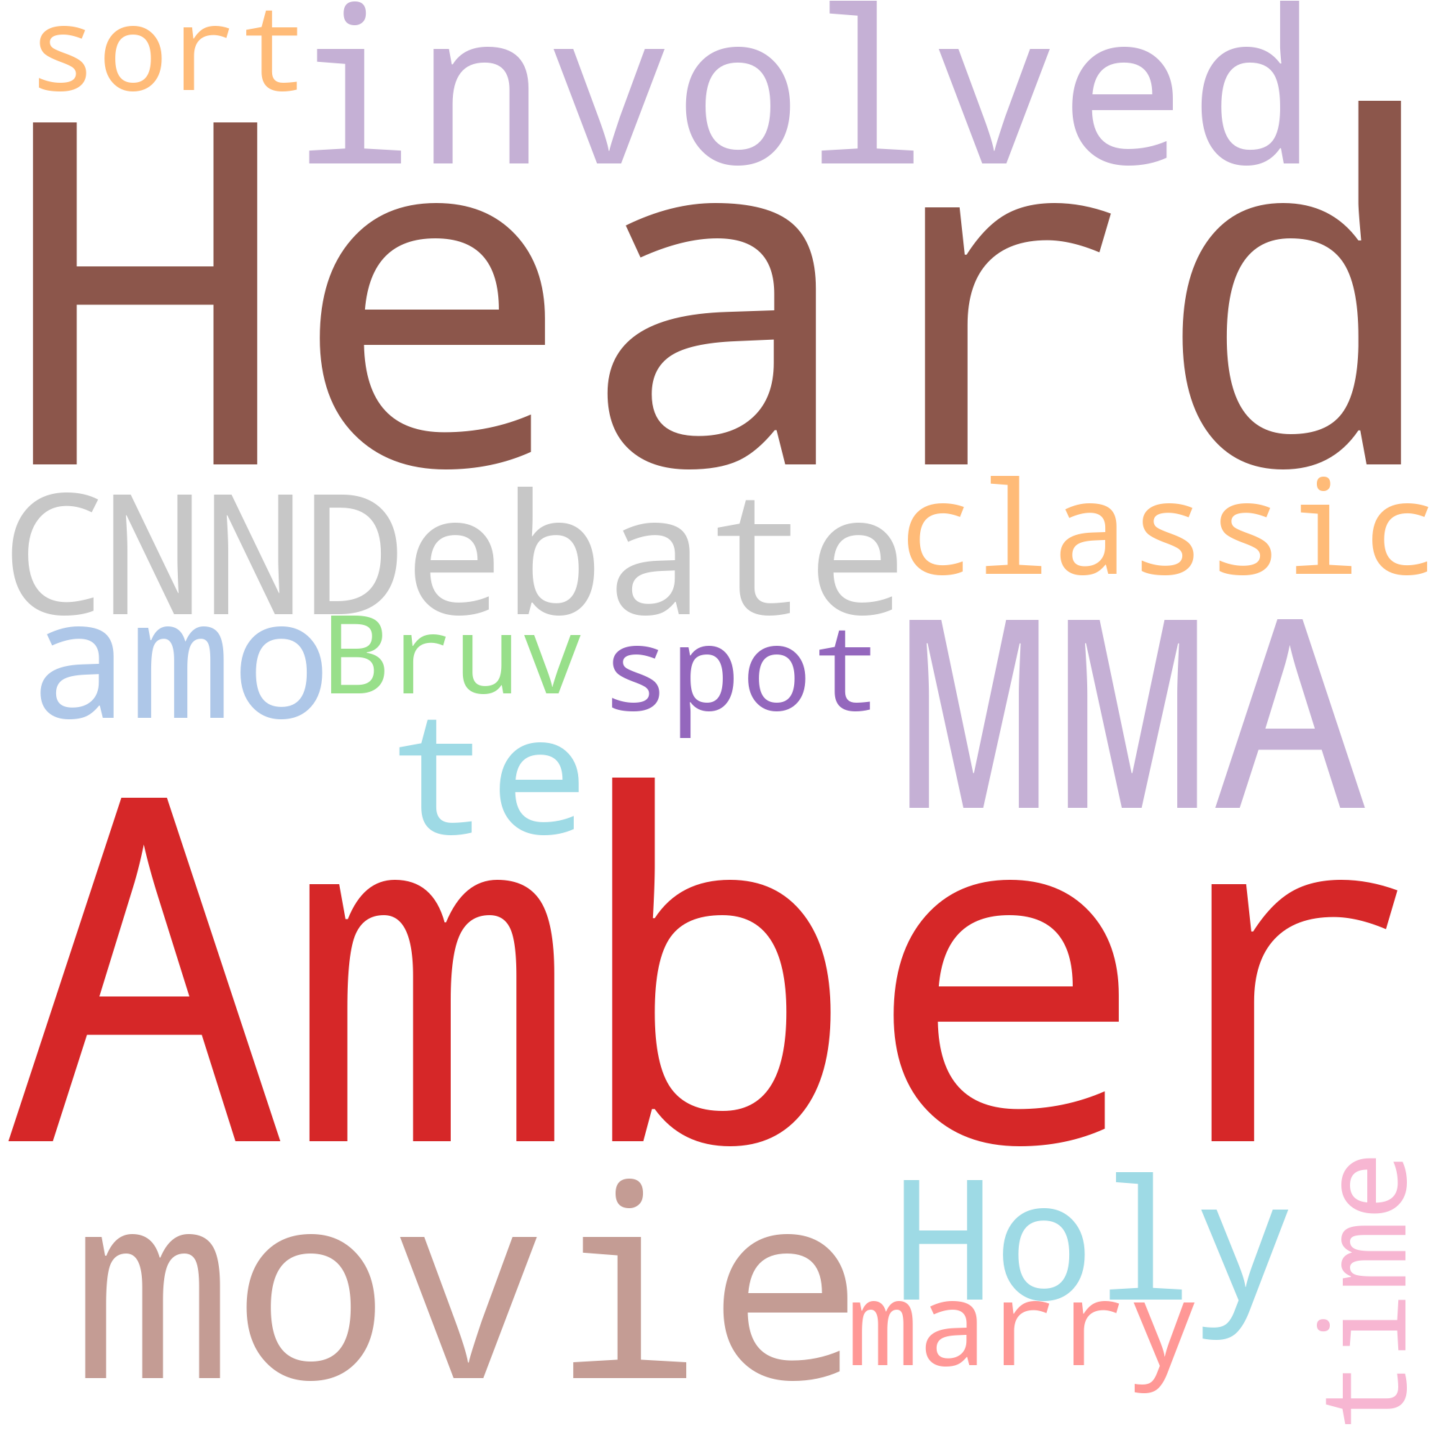 sort involved
Heard
CNNDebate classic
amo Bruv spot MMA
te
Amber
movie Holy
marry
time